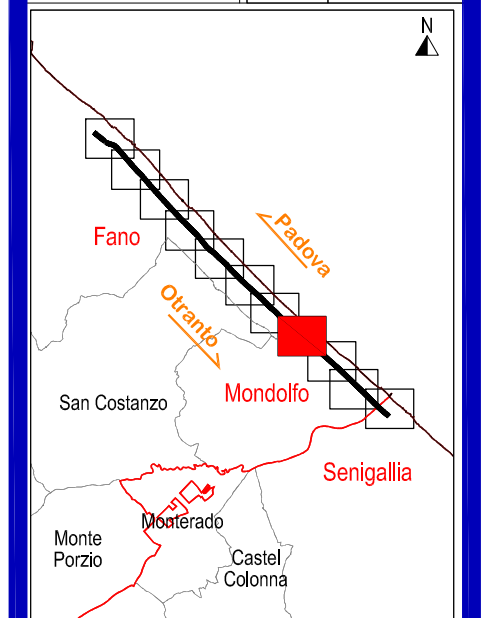 N
Padova
Fano
Otranto
Mondolfo
San Costanzo
Senigallia
Monterado
Monte
Porzio
Castel
Colonna